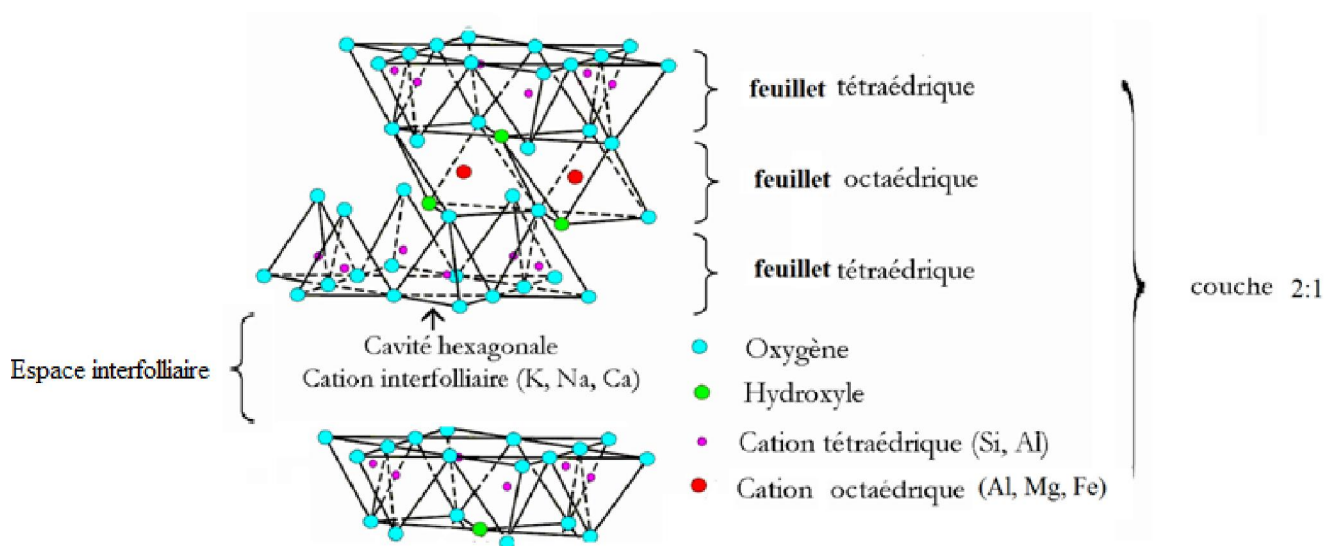 feuillet tétraédrique
feuillet octaédrique
feuillet tétraédrique
couche 2:1
Espace interfolliaire
Cavité hexagonale
Cation interfolliaire (K, Na, Ca)
Oxygène
Hydroxyle
Cation tétraédrique (Si, Al)
Cation octaédrique (Al, Mg, Fe)